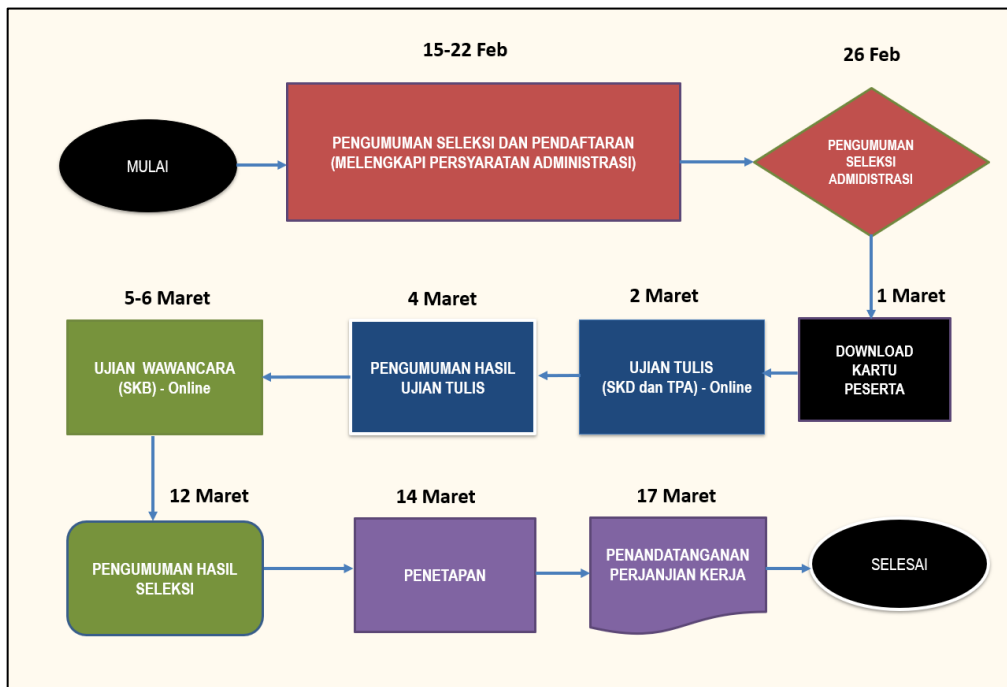 15-22 Feb
26 Feb
MULAI
PENGUMUMAN SELEKSI DAN PENDAFTARAN
(MELENGKAPI PERSYARATAN ADMINISTRASI)
PENGUMUMAN
SELEKSI
ADMIDISTRASI
5-6 Maret
4 Maret
2 Maret
1 Maret
UJIAN WAWANCARA
(SKB) - Online
PENGUMUMAN HASIL
UJIAN TULIS
UJIAN TULIS
(SKD dan TPA) - Online
DOWNLOAD
KARTU
PESERTA
12 Maret
14 Maret
17 Maret
PENGUMUMAN HASIL
SELEKSI
PENETAPAN
PENANDATANGANAN
PERJANJIAN KERJA
SELESAI